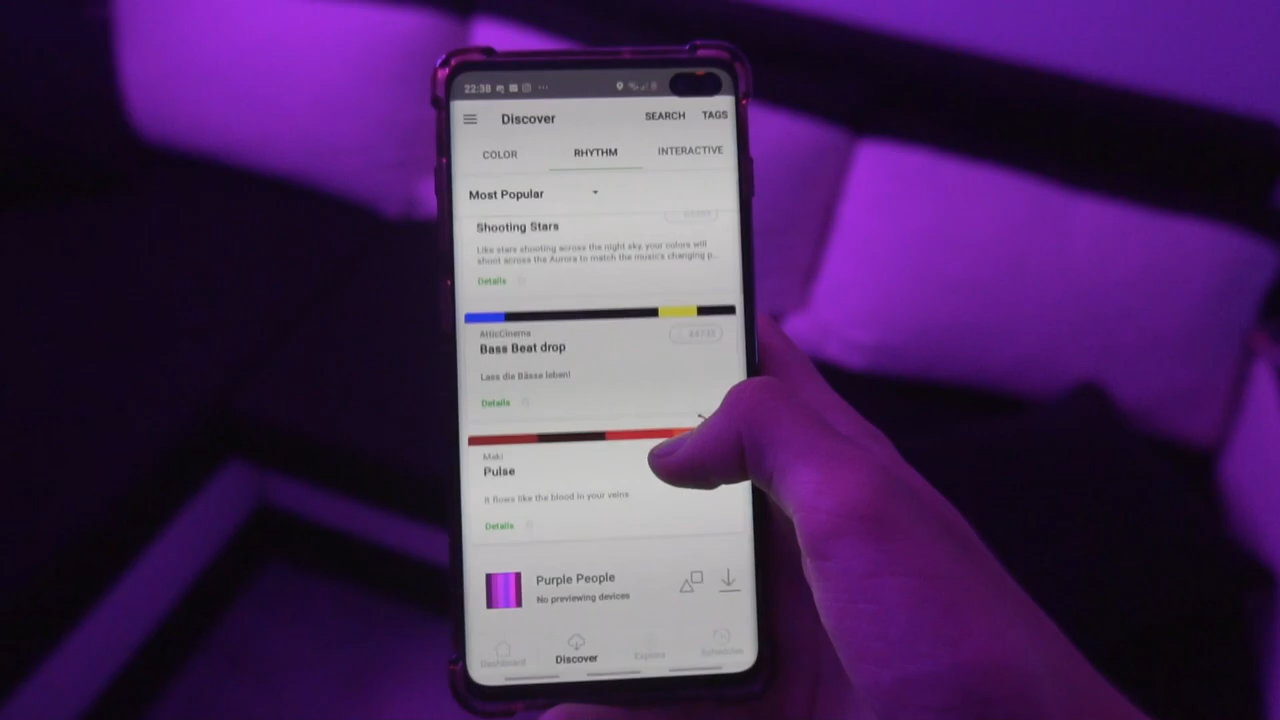 22:38
Discover
SEARCH
TAGS
COLOR
RHYTHM
INTERACTIVE
Most Popular
Shooting Stars
Like stars shooting across the night sky, your colors will
shoot across the Aurora to match the musics changing p...
Details
AtticCinema
Bass Beat drop
Lass die Bässe leben!
Details
Maki
Pulse
It flows like the blood in your veins
Details
Purple People
No previewing devices
Dashboard
Discover
Explore
Schedules